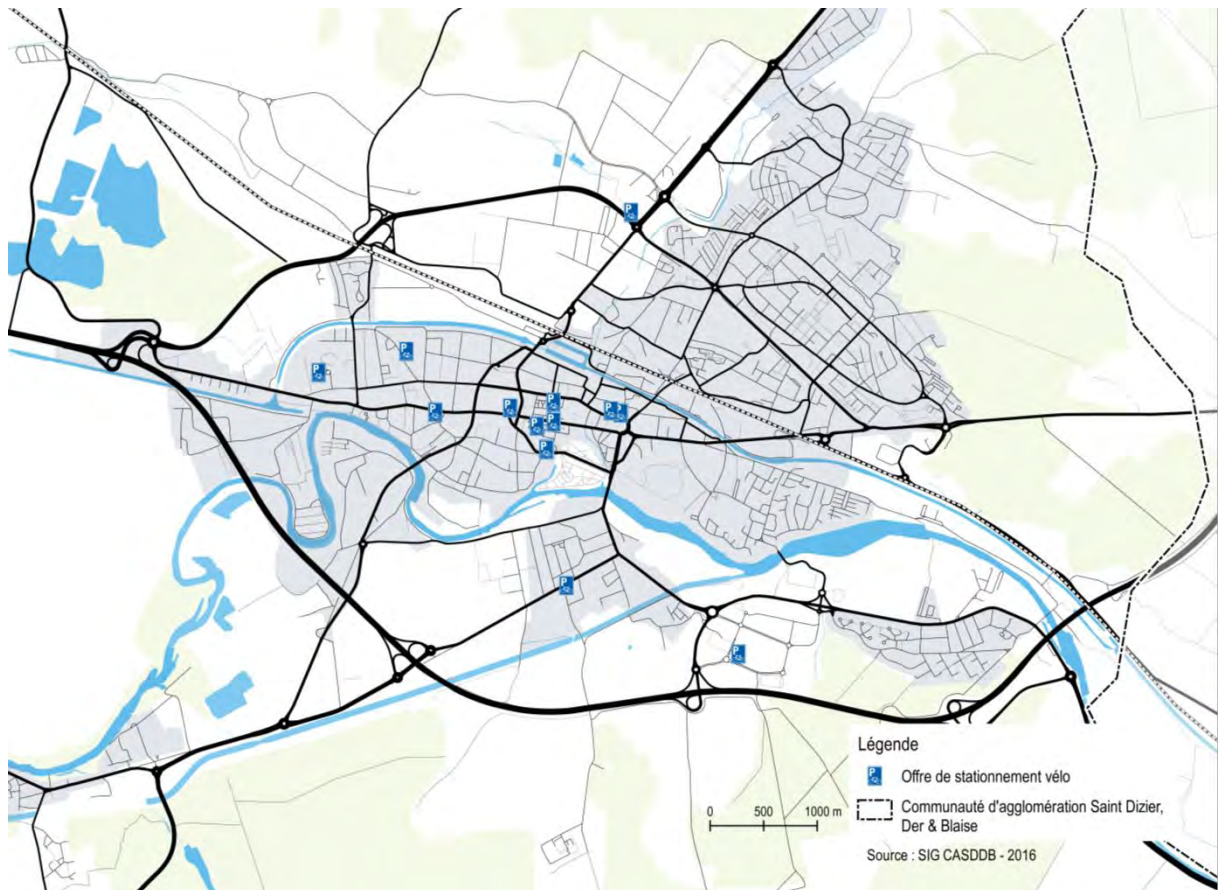 P
P
P
P
P
P
P
P
P
P
P
P
P
Légende
P
Offre de stationnement vélo
Communauté d'agglomération Saint Dizier,
Der & Blaise
0 500 1000 m
Source : SIG CASDDB - 2016